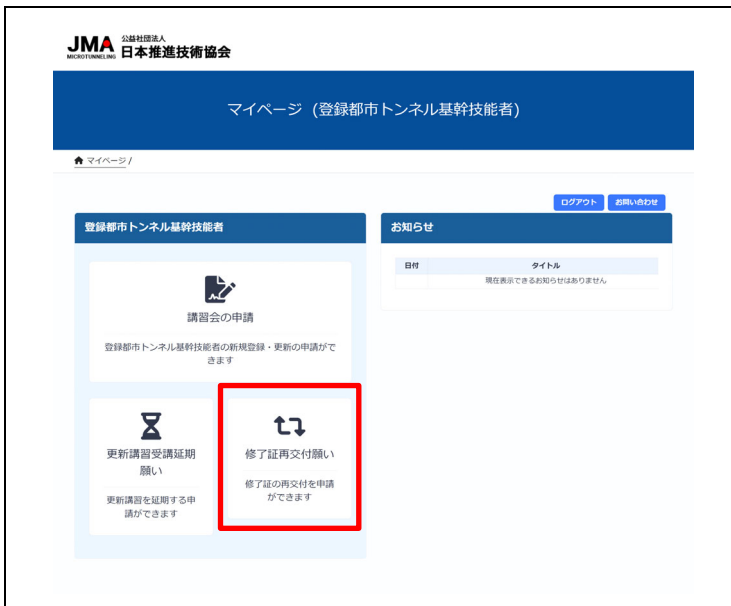 JMA 公益社団法人
MICROTUNNELING 日本推進技術協会
マイページ (登録都市トンネル基幹技能者)
マイページ /
ログアウト お問い合わせ
登録都市トンネル基幹技能者
講習会の申請
登録都市トンネル基幹技能者の新規登録・更新の申請がで
きます
更新講習受講延期
願い
更新講習を延期する申
請ができます
修了証再交付願い
修了証の再交付を申請
ができます
お知らせ
日付 タイトル
現在表示できるお知らせはありません